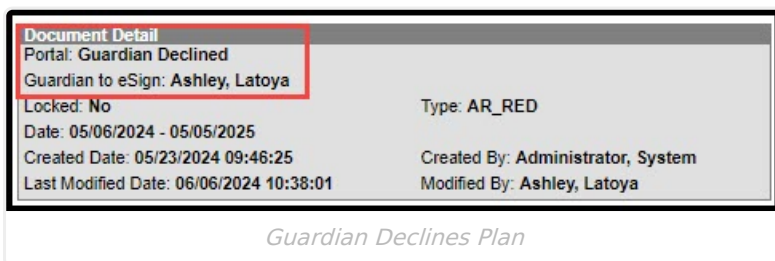 Document Detail
Portal: Guardian Declined
Guardian to eSign: Ashley, Latoya
Locked: No Type: AR_RED
Date: 05/06/2024 - 05/05/2025
Created Date: 05/23/2024 09:46:25 Created By: Administrator, System
Last Modified Date: 06/06/2024 10:38:01 Modified By: Ashley, Latoya
Guardian Declines Plan